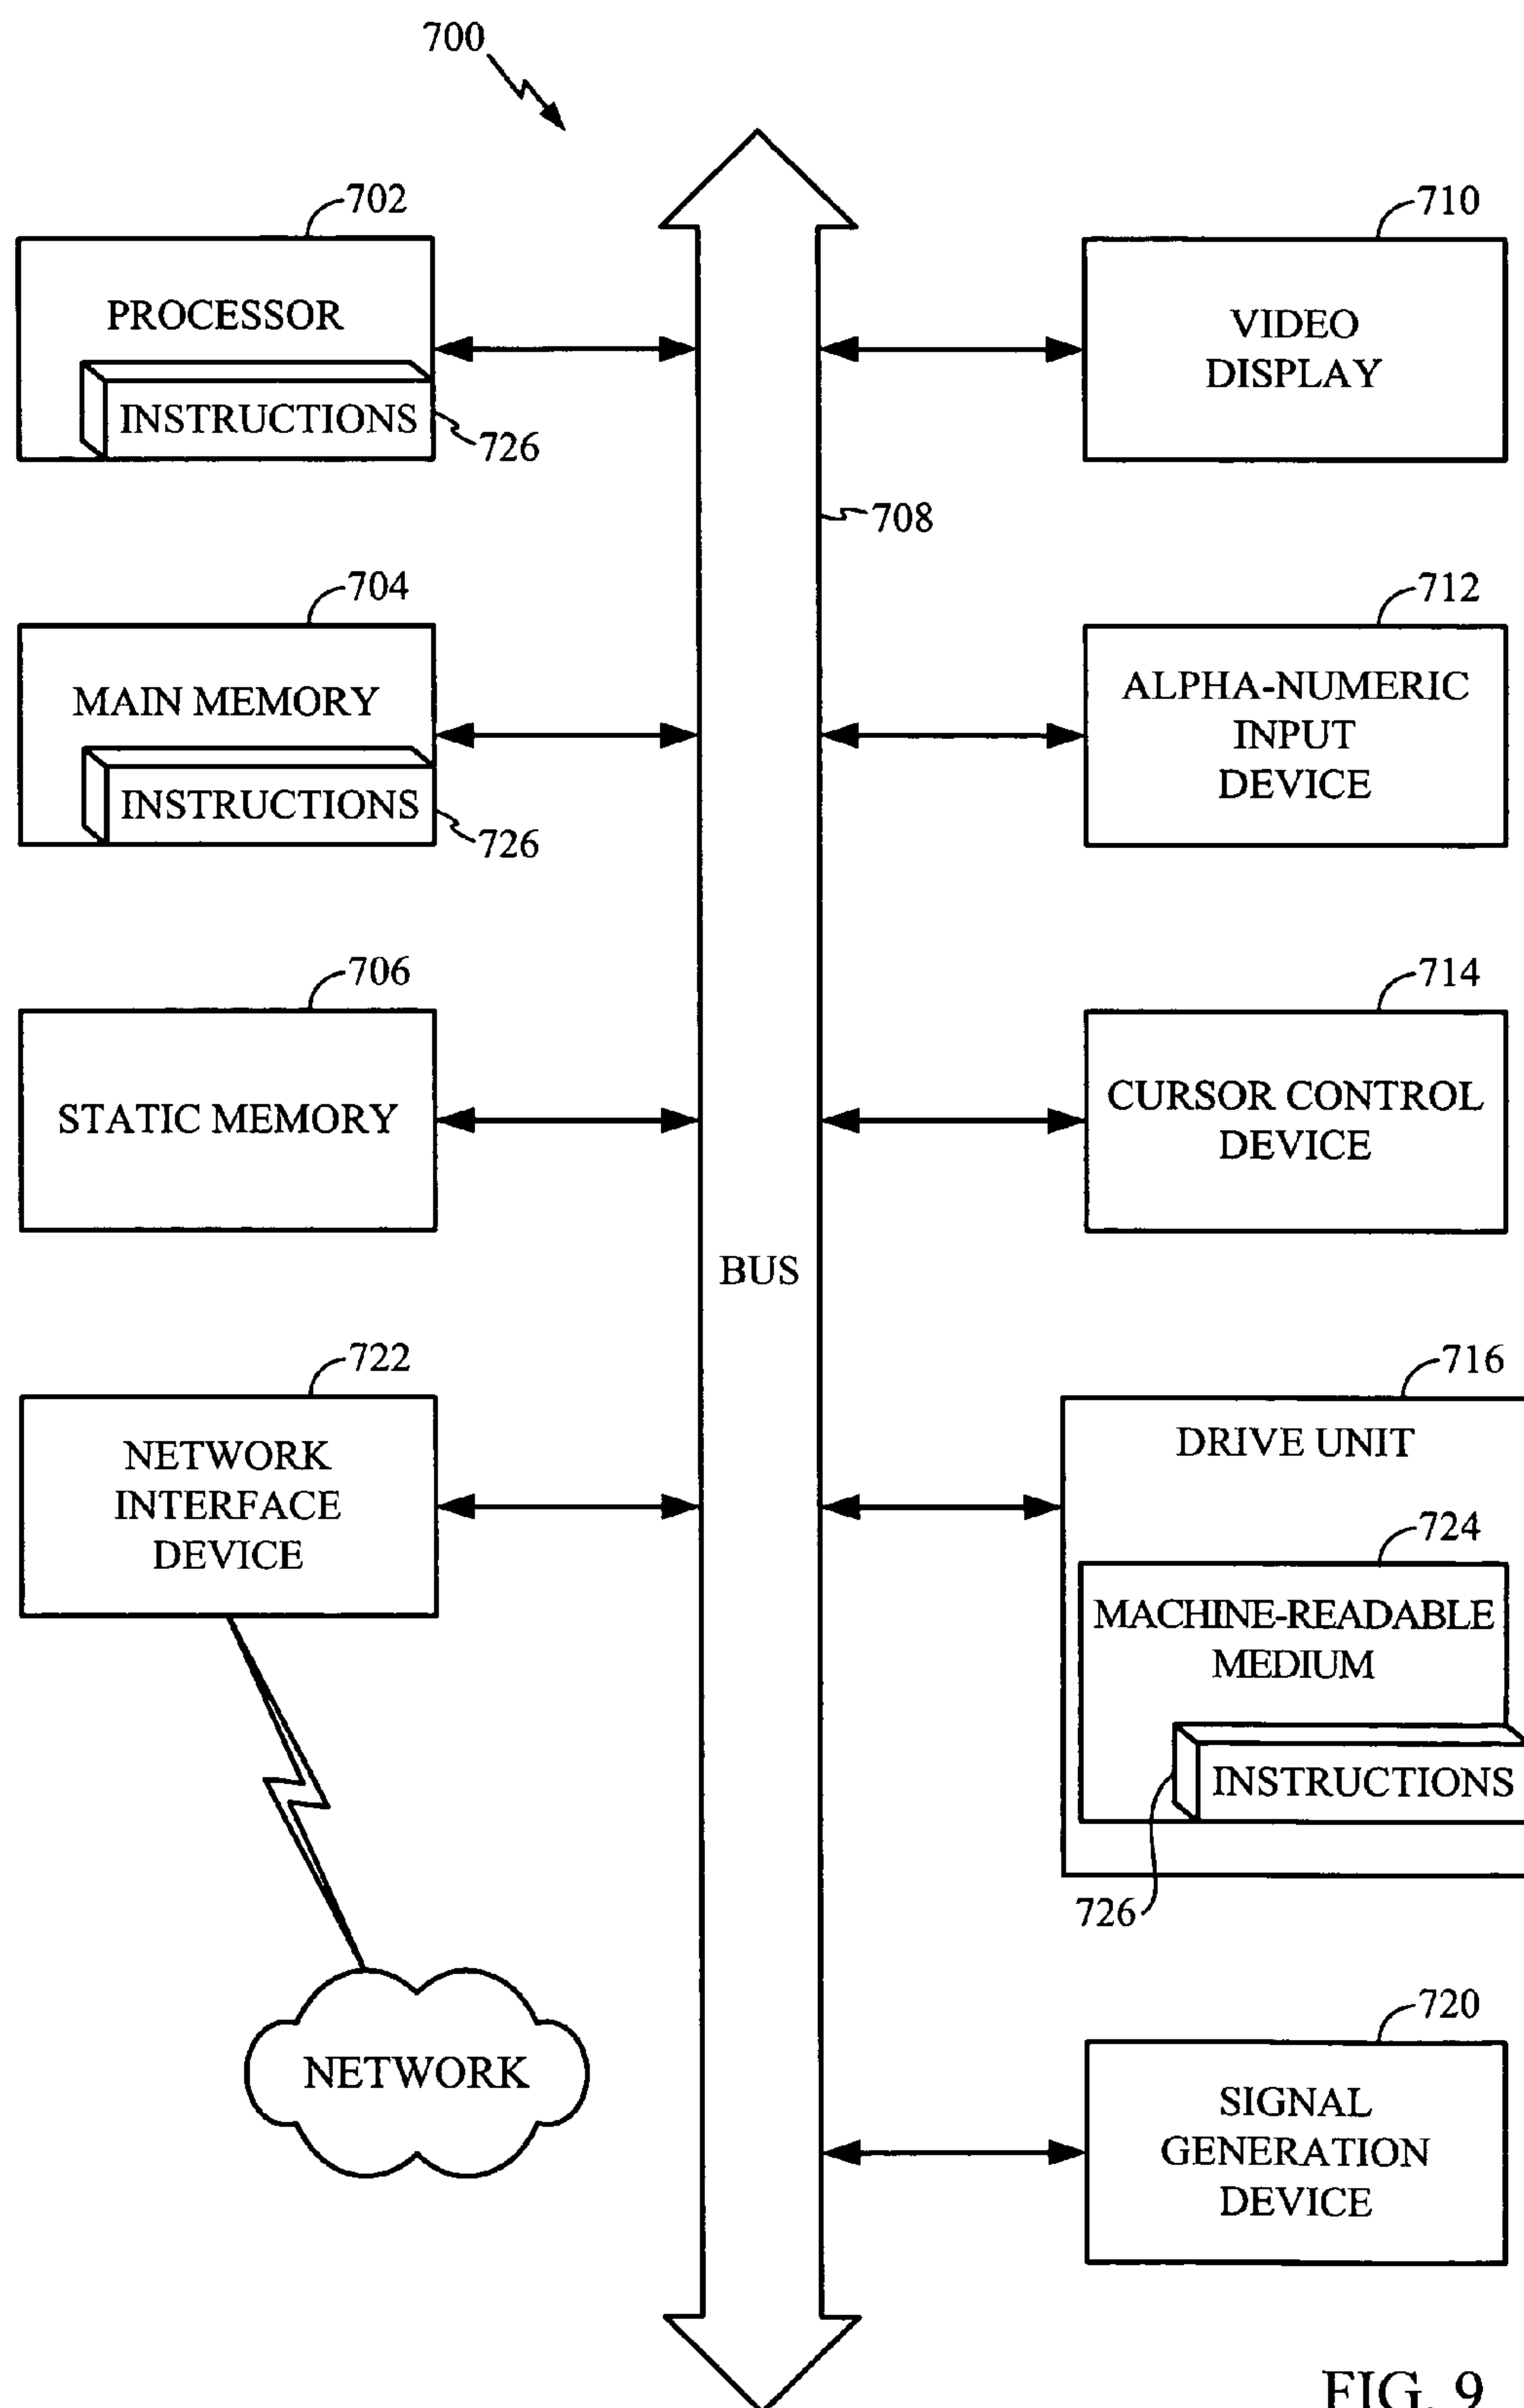 700
702
PROCESSOR
INSTRUCTIONS
726
710
VIDEO
DISPLAY
708
704
MAIN MEMORY
INSTRUCTIONS
726
712
ALPHA-NUMERIC
INPUT
DEVICE
706
STATIC MEMORY
714
CURSOR CONTROL
DEVICE
BUS
722
NETWORK
INTERFACE
DEVICE
716
DRIVE UNIT
724
MACHINE-READABLE
MEDIUM
INSTRUCTIONS
726
NETWORK
720
SIGNAL
GENERATION
DEVICE
FIG. 9